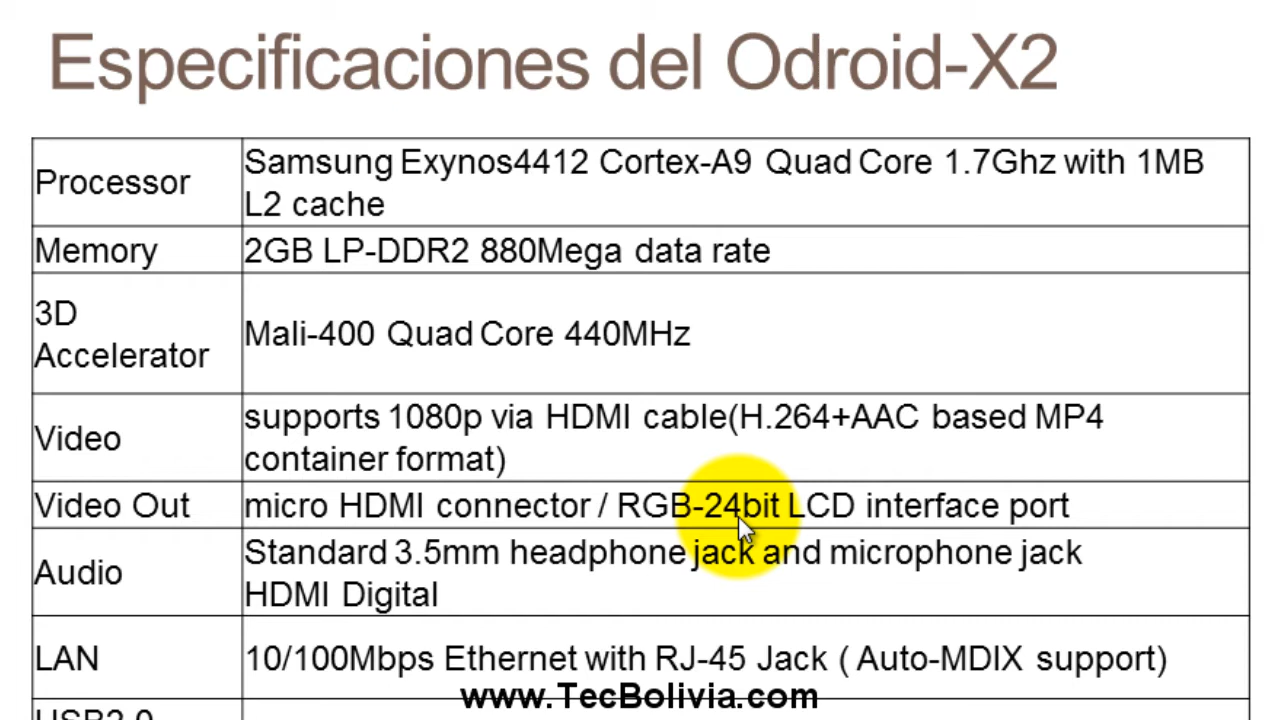 Especificaciones del Odroid-X2
Processor
Samsung Exynos4412 Cortex-A9 Quad Core 1.7Ghz with 1MB
L2 cache
Memory
2GB LP-DDR2 880Mega data rate
3D
Accelerator
Mali-400 Quad Core 440MHz
Video
supports 1080p via HDMI cable(H.264+AAC based MP4
container format)
Video Out
micro HDMI connector / RGB-24bit LCD interface port
Audio
Standard 3.5mm headphone jack and microphone jack
HDMI Digital
LAN
10/100Mbps Ethernet with RJ-45 Jack ( Auto-MDIX support)
www.TecBolivia.com
USB2.0